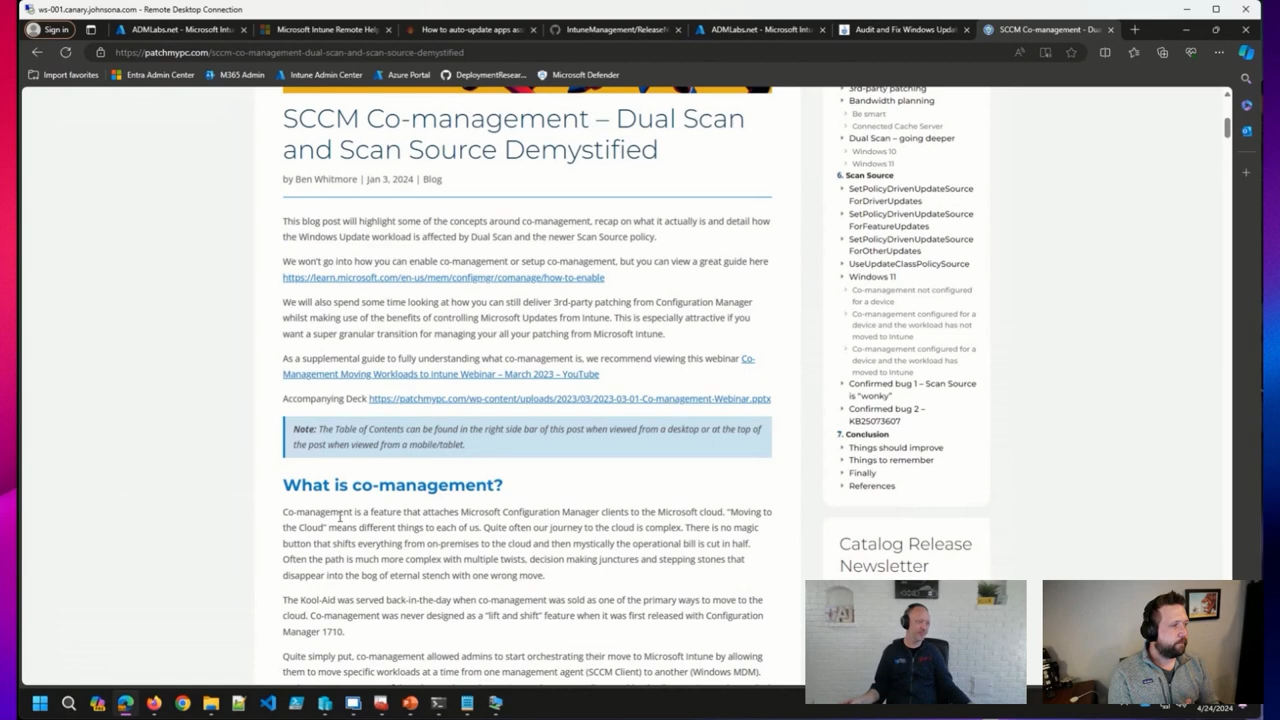 ws-001.canary.johnsona.com - Remote Desktop Connection
Sign in
ADMLabs.net - Microsoft Intu
Microsoft Intune Remote Hel
How to auto-update apps ass
IntuneManagement/ReleaseN
ADMLabs.net - Microsoft Int
Audit and Fix Windows Updat
SCCM Co-management - Du
https://patchmypc.com/sccm-co-management-dual-scan-and-scan-source-demystified
Import favorites
Entra Admin Center
M365 Admin
Intune Admin Center
Azure Portal
DeploymentResear...
Microsoft Defender
SCCM Co-management – Dual Scan
and Scan Source Demystified
by Ben Whitmore | Jan 3, 2024 | Blog
This blog post will highlight some of the concepts around co-management, recap on what it actually is and detail how
the Windows Update workload is affected by Dual Scan and the newer Scan Source policy.
We won't go into how you can enable co-management or setup co-management, but you can view a great guide here
https://learn.microsoft.com/en-us/mem/configmgr/comanage/how-to-enable
We will also spend some time looking at how you can still deliver 3rd-party patching from Configuration Manager
whilst making use of the benefits of controlling Microsoft Updates from Intune. This is especially attractive if you
want a super granular transition for managing your all your patching from Microsoft Intune.
As a supplemental guide to fully understanding what co-management is, we recommend viewing this webinar Co-
Management Moving Workloads to Intune Webinar – March 2023 – YouTube
Accompanying Deck https://patchmypc.com/wp-content/uploads/2023/03/2023-03-01-Co-management-Webinar.pptx
Note: The Table of Contents can be found in the right side bar of this post when viewed from a desktop or at the top of
the post when viewed from a mobile/tablet.
What is co-management?
Co-management is a feature that attaches Microsoft Configuration Manager clients to the Microsoft cloud. "Moving to
the Cloud" means different things to each of us. Quite often our journey to the cloud is complex. There is no magic
button that shifts everything from on-premises to the cloud and then mystically the operational bill is cut in half.
Often the path is much more complex with multiple twists, decision making junctures and stepping stones that
disappear into the bog of eternal stench with one wrong move.
The Kool-Aid was served back-in-the-day when co-management was sold as one of the primary ways to move to the
cloud. Co-management was never designed as a "lift and shift" feature when it was first released with Configuration
Manager 1710.
Quite simply put, co-management allowed admins to start orchestrating their move to Microsoft Intune by allowing
them to move specific workloads at a time from one management agent (SCCM Client) to another (Windows MDM).
3rd-party patching
Bandwidth planning
Be smart
Connected Cache Server
Dual Scan – going deeper
Windows 10
Windows 11
6. Scan Source
SetPolicyDrivenUpdateSource
ForDriverUpdates
SetPolicyDrivenUpdateSource
ForFeatureUpdates
SetPolicyDrivenUpdateSource
ForOtherUpdates
UseUpdateClassPolicySource
Windows 11
Co-management not configured
for a device
Co-management configured for a
device and the workload has not
moved to Intune
Co-management configured for a
device and the workload has
moved to Intune
Confirmed bug 1 – Scan Source
is "wonky"
Confirmed bug 2 –
KB25073607
7. Conclusion
Things should improve
Things to remember
Finally
References
Catalog Release
Newsletter
4/24/2024